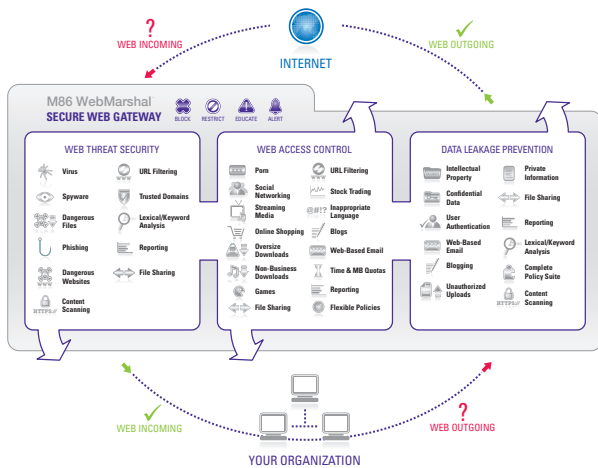 ?
WEB INCOMING
INTERNET
WEB OUTGOING
M86 WebMarshal
SECURE WEB GATEWAY
BLOCK
RESTRICT
EDUCATE
ALERT
WEB THREAT SECURITY
Virus
URL Filtering
Spyware
Trusted Domains
Dangerous
Files
Lexical/Keyword
Analysis
Phishing
Reporting
Dangerous
Websites
File Sharing
Content
Scanning
HTTPS://
WEB ACCESS CONTROL
Porn
URL Filtering
Social
Networking
Stock Trading
Streaming
Media
@#!?
Inappropriate
Language
Online Shopping
Blogs
Oversize
Downloads
Web-Based Email
Non-Business
Downloads
Time & MB Quotas
Games
Reporting
File Sharing
Flexible Policies
DATA LEAKAGE PREVENTION
Intellectual
Property
Private
Information
Confidential
Data
File Sharing
User
Authentication
Reporting
Web-Based
Email
Lexical/Keyword
Analysis
Blogging
Complete
Policy Suite
Unauthorized
Uploads
Content
Scanning
HTTPS://
WEB INCOMING
?
WEB OUTGOING
YOUR ORGANIZATION